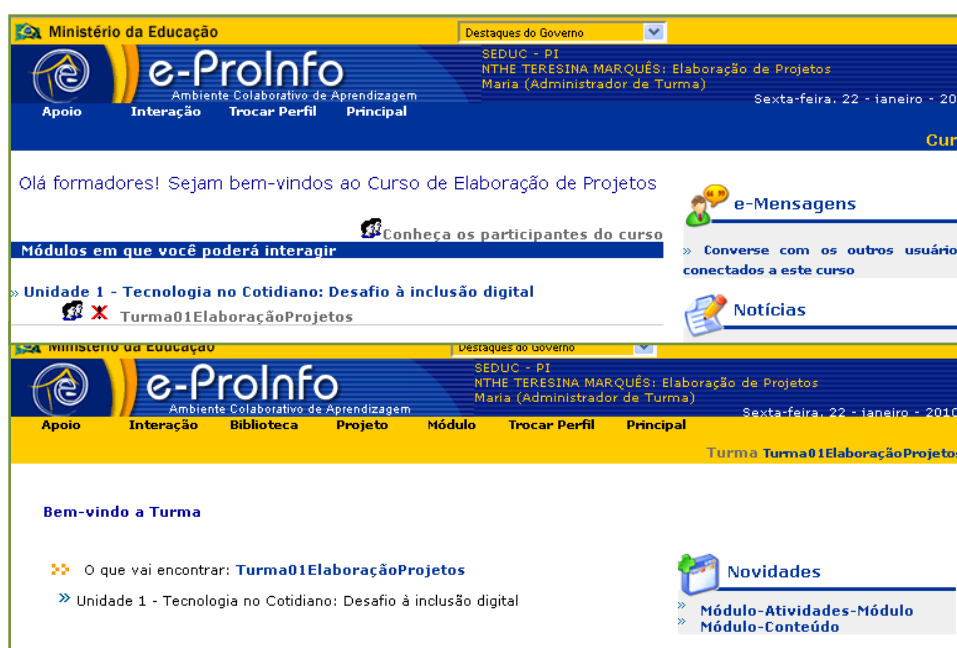 Ministério da Educação
Destaques do Governo
e-ProInfo
Ambiente Colaborativo de Aprendizagem
SEDUC - PI
NTHE TERESINA MARQUÊS: Elaboração de Projetos
Maria (Administrador de Turma)
Sexta-feira, 22 - janeiro - 20
Apoio Interação Trocar Perfil Principal
Cur
Olá formadores! Sejam bem-vindos ao Curso de Elaboração de Projetos
Conheça os participantes do curso
Módulos em que você poderá interagir
» Unidade 1 - Tecnologia no Cotidiano: Desafio à inclusão digital
Turma01ElaboraçãoProjetos
e-Mensagens
» Converse com os outros usuário
conectados a este curso
Notícias
Ministério da Educação
Destaques do Governo
e-ProInfo
Ambiente Colaborativo de Aprendizagem
SEDUC - PI
NTHE TERESINA MARQUÊS: Elaboração de Projetos
Maria (Administrador de Turma)
Sexta-feira, 22 - janeiro - 2010
Apoio Interação Biblioteca Projeto Módulo Trocar Perfil Principal
Turma Turma01ElaboraçãoProjetos
Bem-vindo a Turma
O que vai encontrar: Turma01ElaboraçãoProjetos
» Unidade 1 - Tecnologia no Cotidiano: Desafio à inclusão digital
Novidades
» Módulo-Atividades-Módulo
» Módulo-Conteúdo